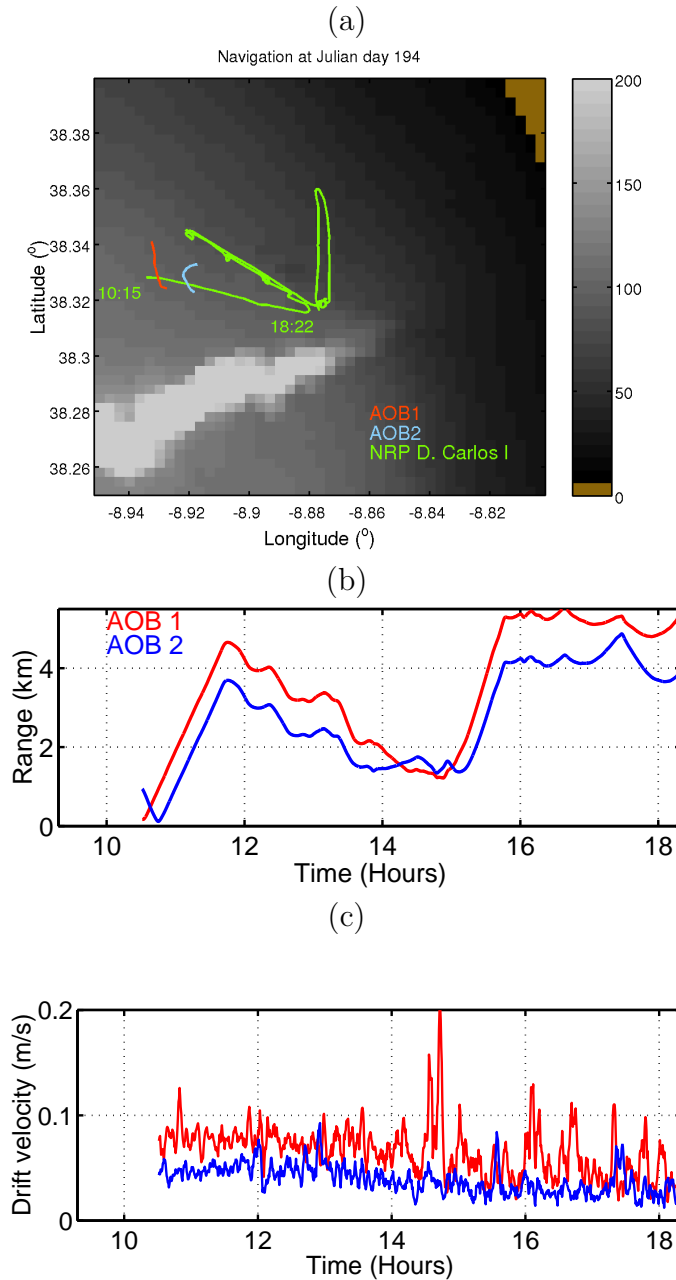 (a)
Navigation at Julian day 194
200
150
100
50
0
38.38
38.36
38.34
38.32
38.3
38.28
38.26
Latitude (°)
10:15
18:22
AOB1
AOB2
NRP D. Carlos I
-8.94 -8.92 -8.9 -8.88 -8.86 -8.84 -8.82
Longitude (°)
(b)
AOB 1
AOB 2
4
2
0
Range (km)
10 12 14 16 18
Time (Hours)
(c)
0.2
0.1
0
Drift velocity (m/s)
10 12 14 16 18
Time (Hours)